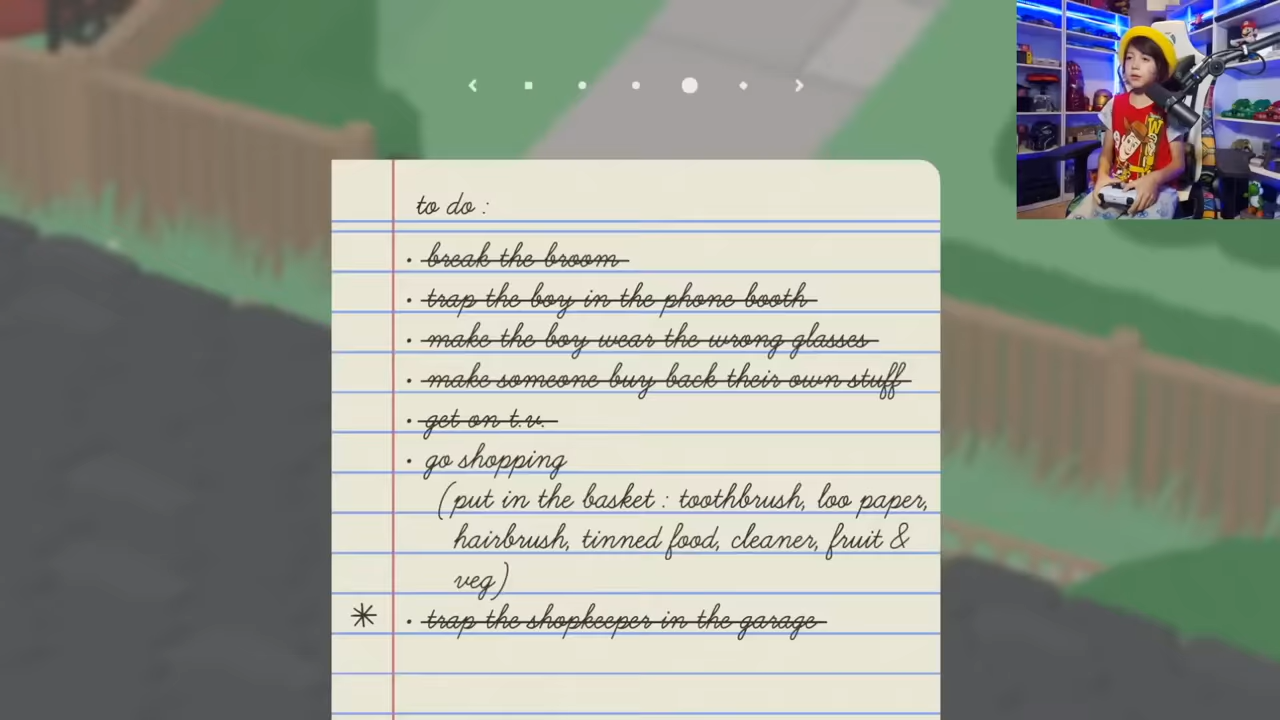 to do :
• break the broom
• trap the boy in the phone booth
• make the boy wear the wrong glasses
• make someone buy back their own stuff
• get on t.v.
• go shopping
(put in the basket : toothbrush, loo paper,
hairbrush, tinned food, cleaner, fruit &
veg)
• trap the shopkeeper in the garage